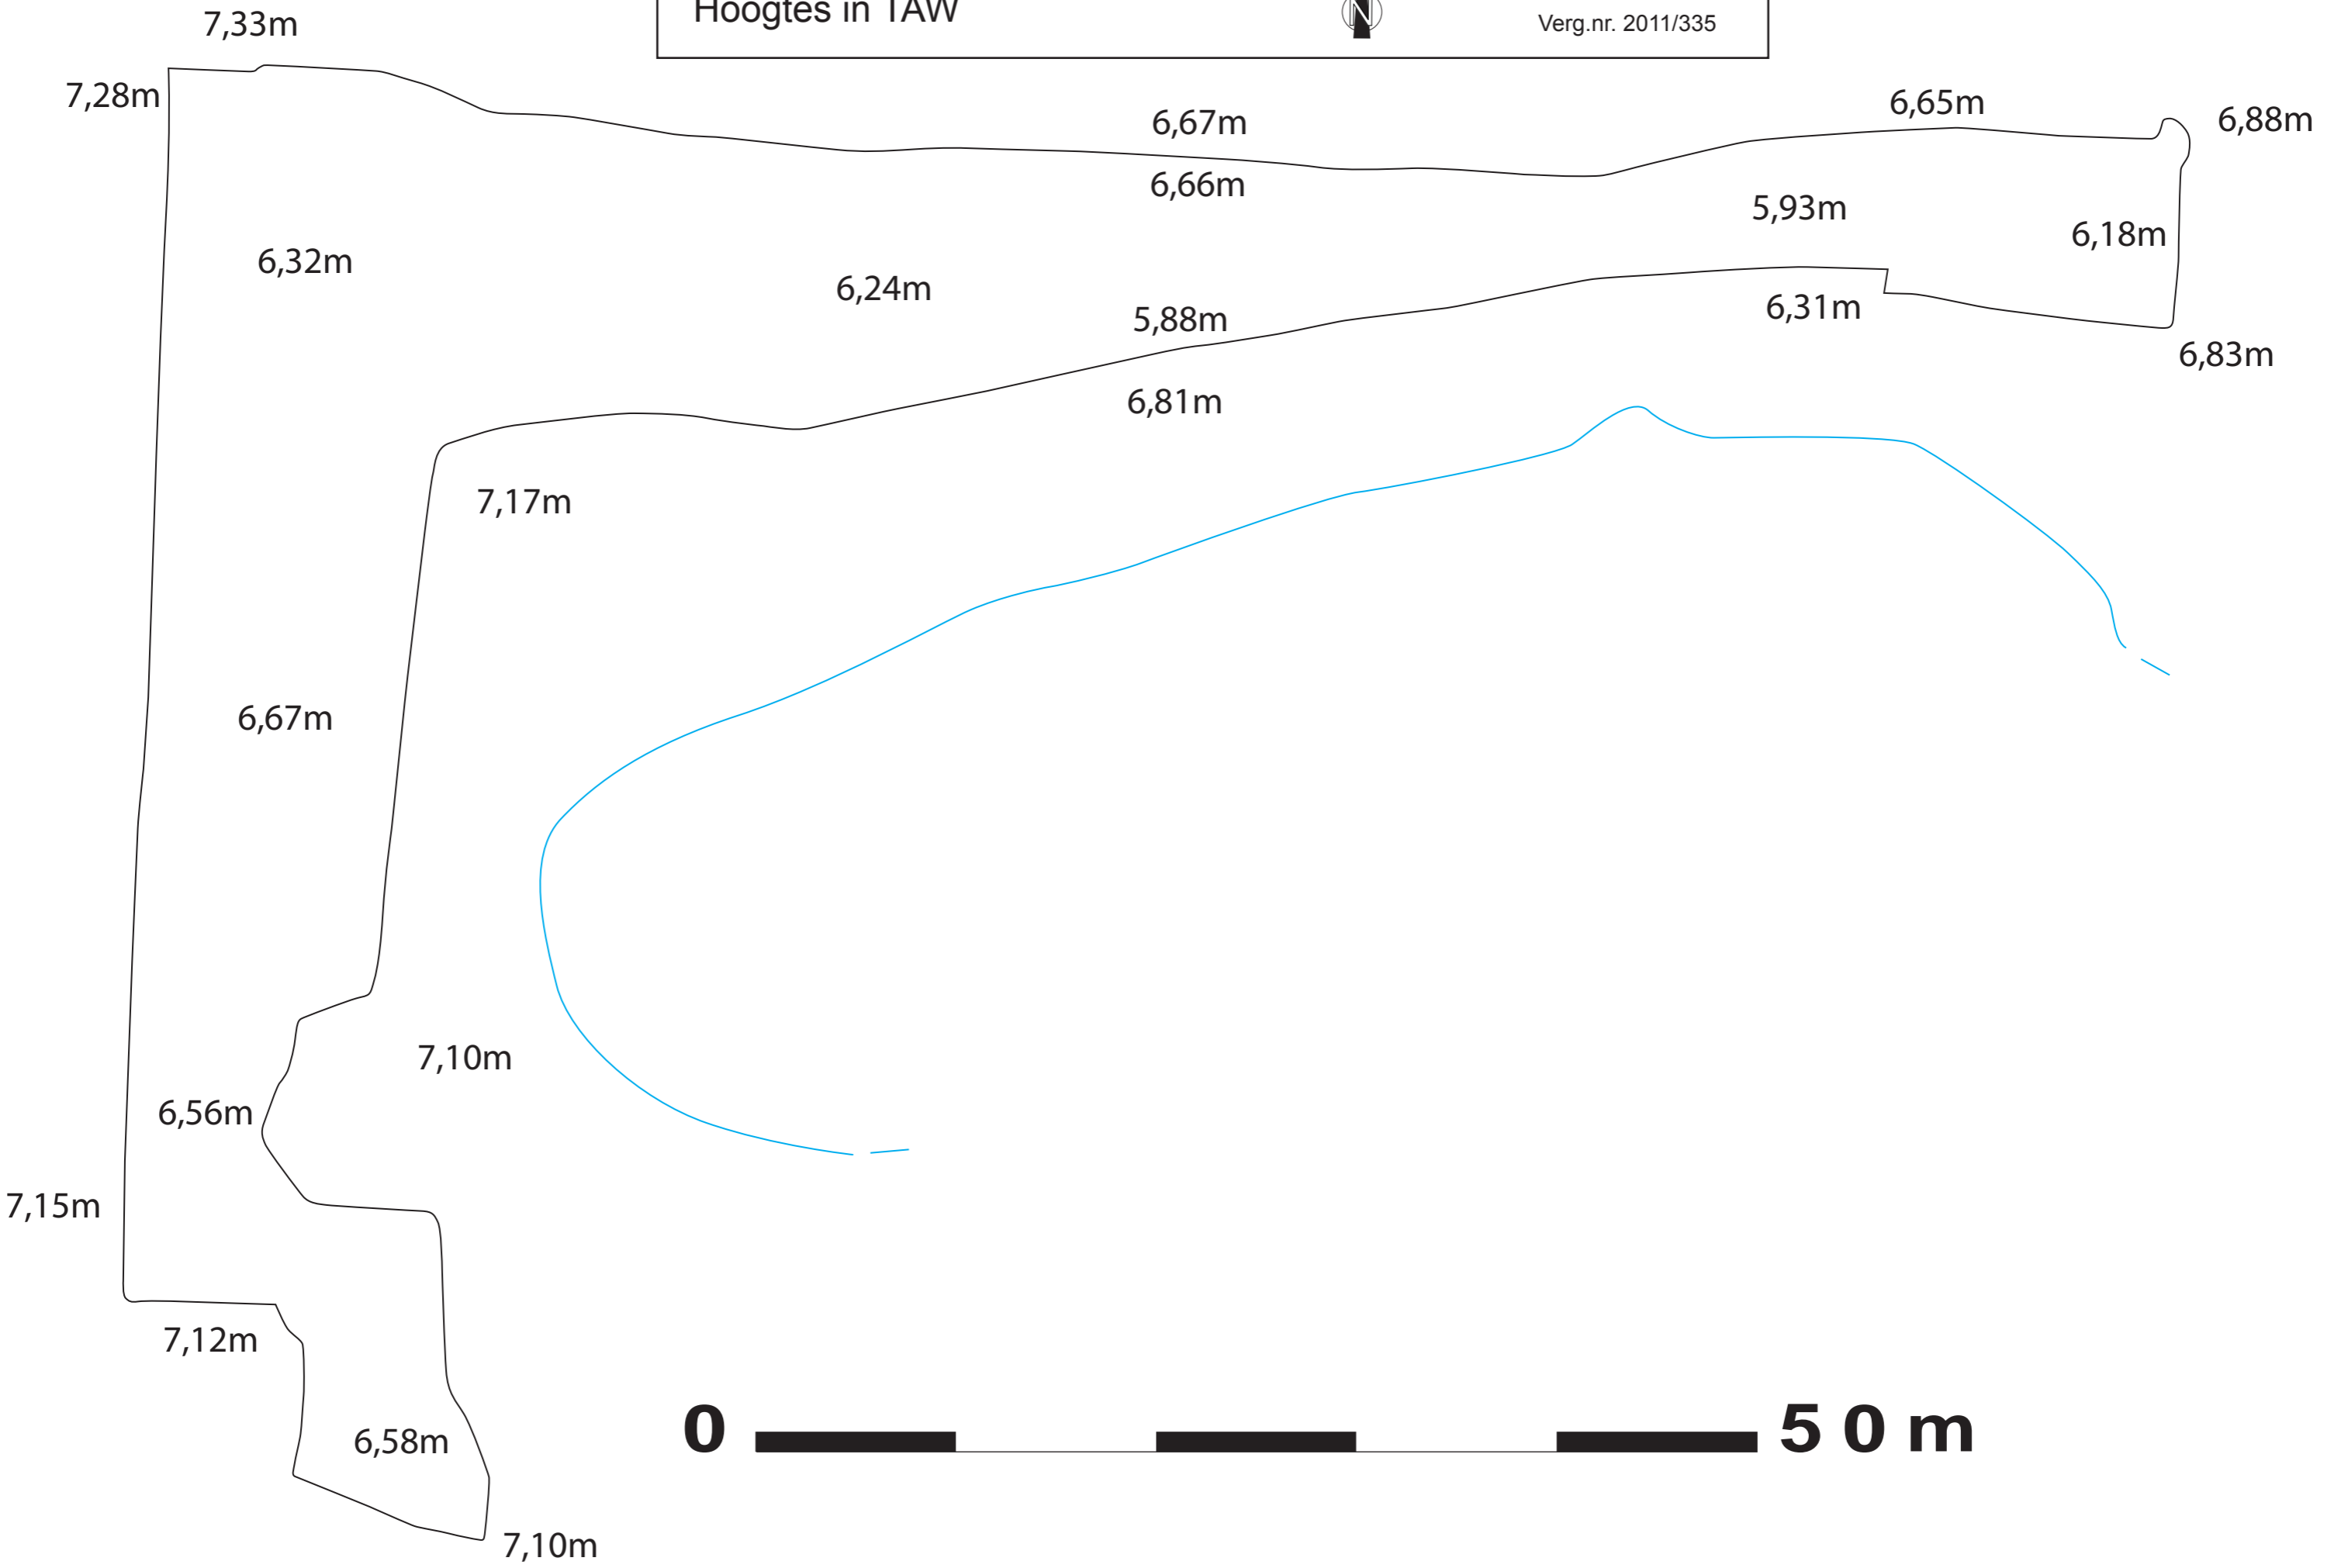 Hoogtes in TAW
N
Verg.nr. 2011/335
7,33m
7,28m
6,67m
6,65m
6,88m
6,66m
5,93m
6,18m
6,32m
6,24m
5,88m
6,31m
6,83m
6,81m
7,17m
6,67m
7,10m
6,56m
7,15m
7,12m
6,58m
0 50m
7,10m